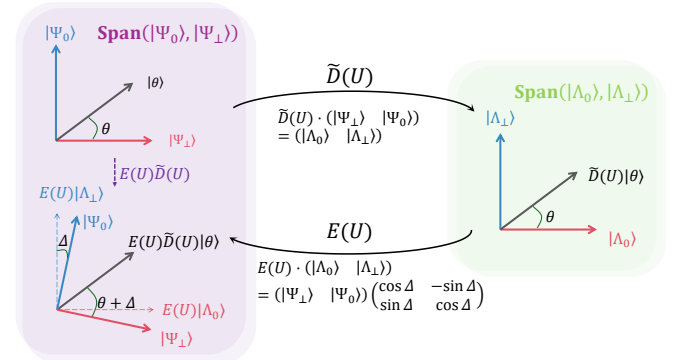 |Ψ₀⟩
Span(|Ψ₀⟩, |Ψ⊥⟩)
|θ⟩
θ
|Ψ⊥⟩
E(U)D̃(U)
E(U)|Λ⊥⟩
|Ψ₀⟩
Δ
E(U)D̃(U)|θ⟩
θ + Δ
E(U)|Λ₀⟩
|Ψ⊥⟩
D̃(U)
D̃(U) · (|Ψ⊥⟩ |Ψ₀⟩)
= (|Λ₀⟩ |Λ⊥⟩)
E(U)
E(U) · (|Λ₀⟩ |Λ⊥⟩)
= (|Ψ⊥⟩ |Ψ₀⟩) (cos Δ −sin Δ
sin Δ cos Δ)
Span(|Λ₀⟩, |Λ⊥⟩)
|Λ⊥⟩
D̃(U)|θ⟩
θ
|Λ₀⟩